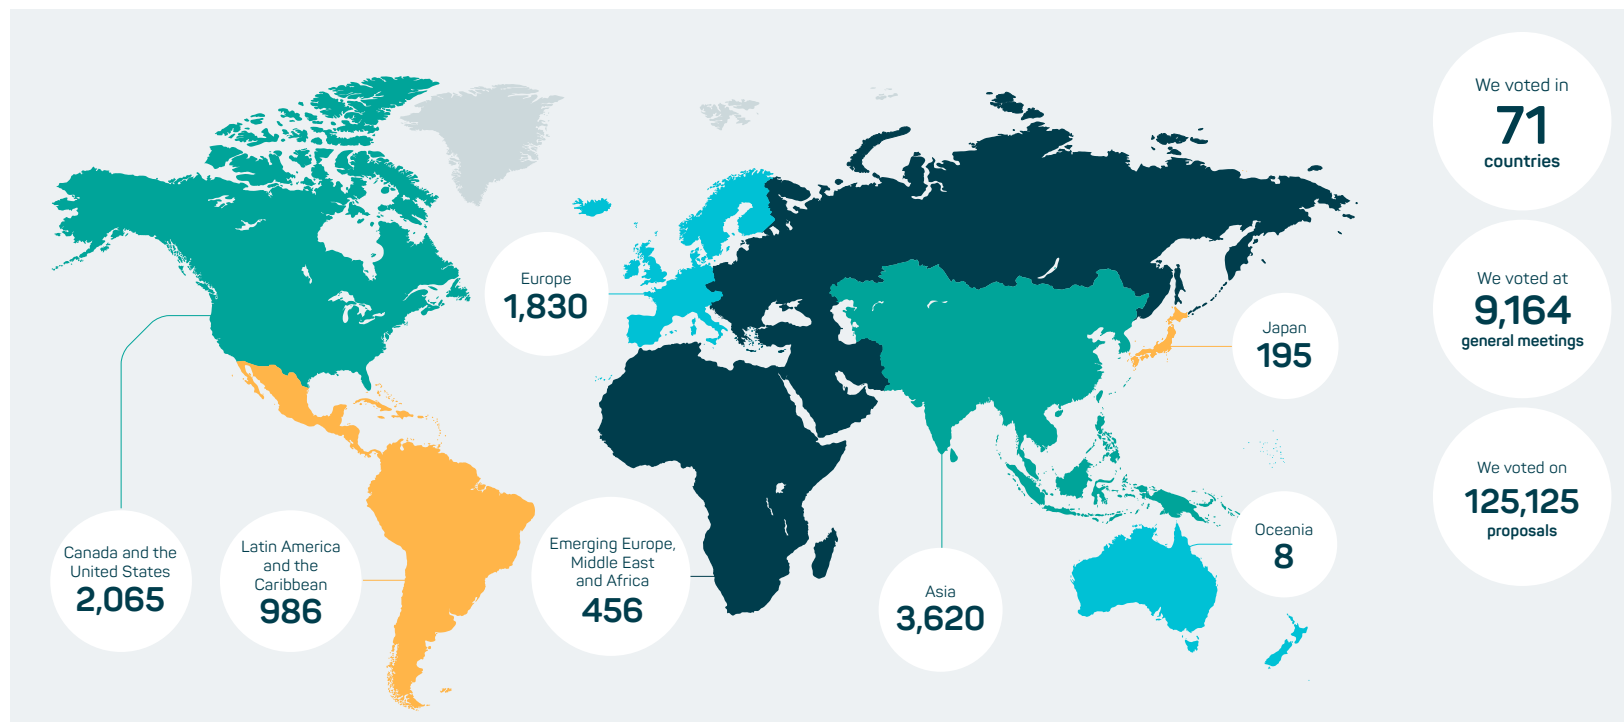 We voted in
71
countries
Europe
1,830
We voted at
9,164
general meetings
Japan
195
We voted on
125,125
proposals
Canada and the
United States
2,065
Latin America
and the
Caribbean
986
Emerging Europe,
Middle East
and Africa
456
Asia
3,620
Oceania
8